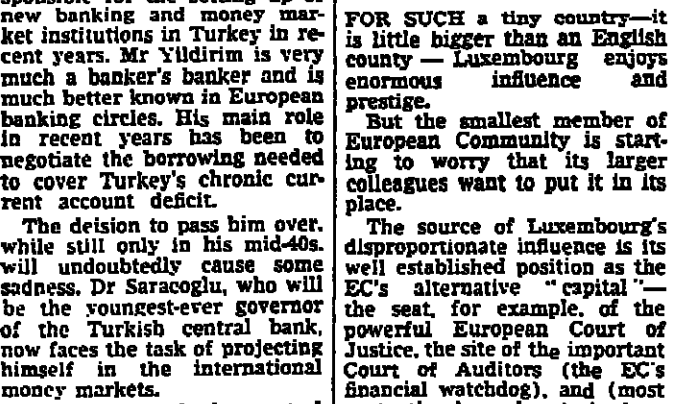 new banking and money mar-
ket institutions in Turkey in re-
cent years. Mr Yildirim is very
much a banker's banker and is
much better known in European
banking circles. His main role
in recent years has been to
negotiate the borrowing needed
to cover Turkey's chronic cur-
rent account deficit.
The deision to pass him over.
while still only in his mid-40s.
will undoubtedly cause some
sadness. Dr Saracoglu, who will
be the youngest-ever governor
of the Turkish central bank,
now faces the task of projecting
himself in the international
money markets.
FOR SUCH a tiny country—it
is little bigger than an English
county — Luxembourg enjoys
enormous influence and
prestige.
But the smallest member of
European Community is start-
ing to worry that its larger
colleagues want to put it in its
place.
The source of Luxembourg's
disproportionate influence is its
well established position as the
EC's alternative "capital"—
the seat, for example, of the
powerful European Court of
Justice, the site of the important
Court of Auditors (the EC's
financial watchdog), and (most